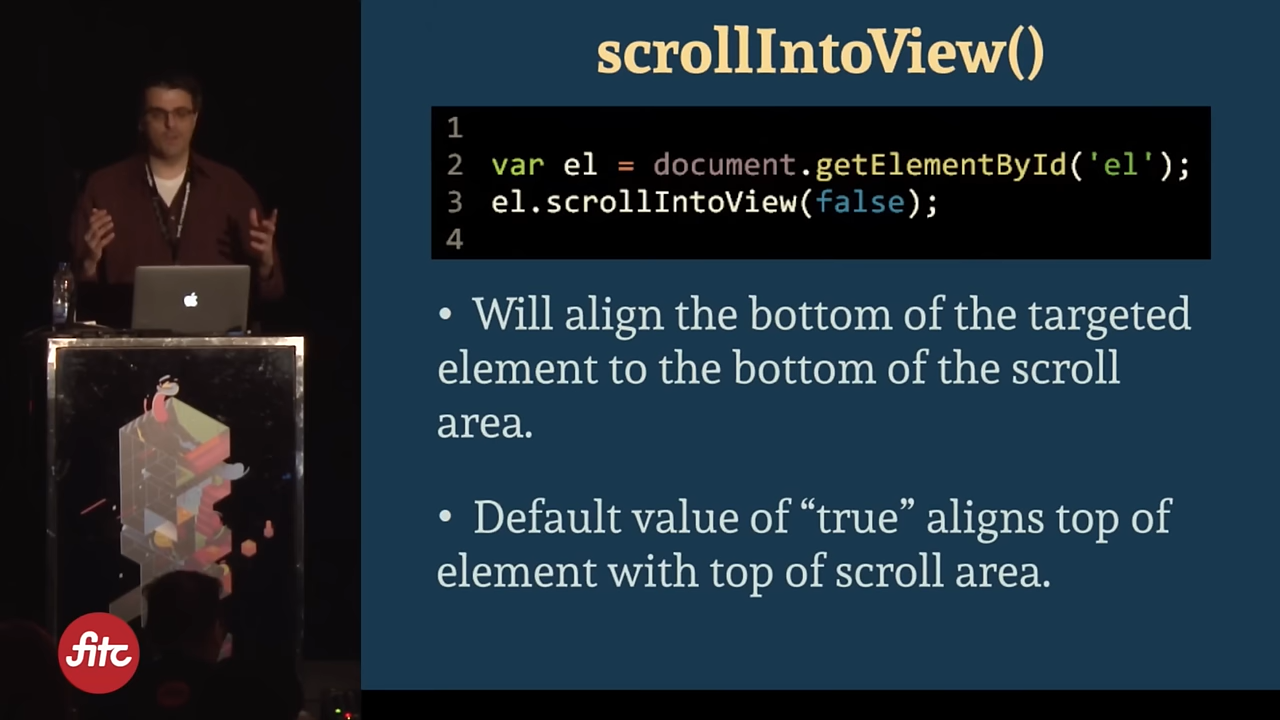 scrollIntoView()
1
2 var el = document.getElementById('el');
3 el.scrollIntoView(false);
4
• Will align the bottom of the targeted
element to the bottom of the scroll
area.
• Default value of “true” aligns top of
element with top of scroll area.
fitc